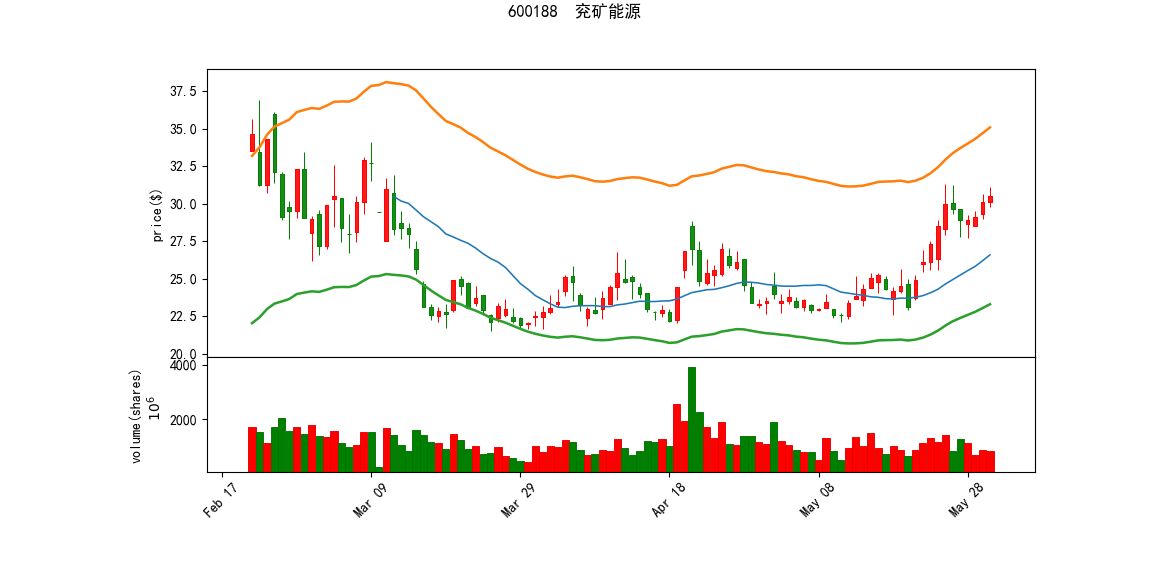 600188  兖矿能源
37.5
35.0
32.5
30.0
27.5
25.0
22.5
20.0
price($)
4000
2000
volume(shares)
10^6
Feb 17
Mar 09
Mar 29
Apr 18
May 08
May 28